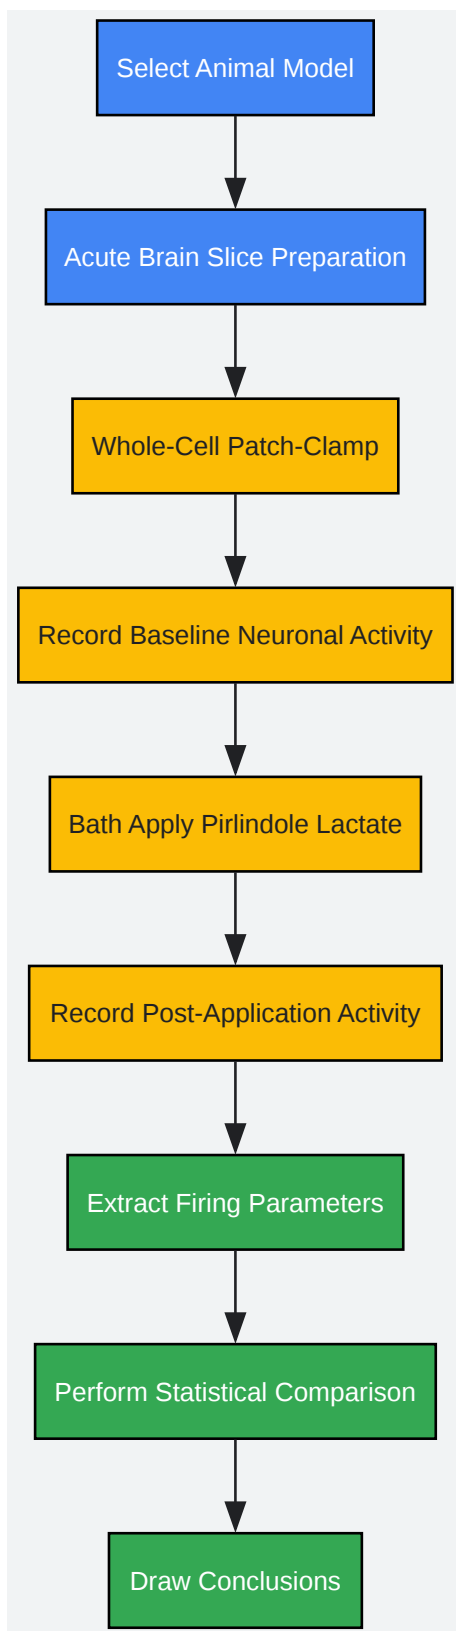 Select Animal Model
Acute Brain Slice Preparation
Whole-Cell Patch-Clamp
Record Baseline Neuronal Activity
Bath Apply Pirlindole Lactate
Record Post-Application Activity
Extract Firing Parameters
Perform Statistical Comparison
Draw Conclusions